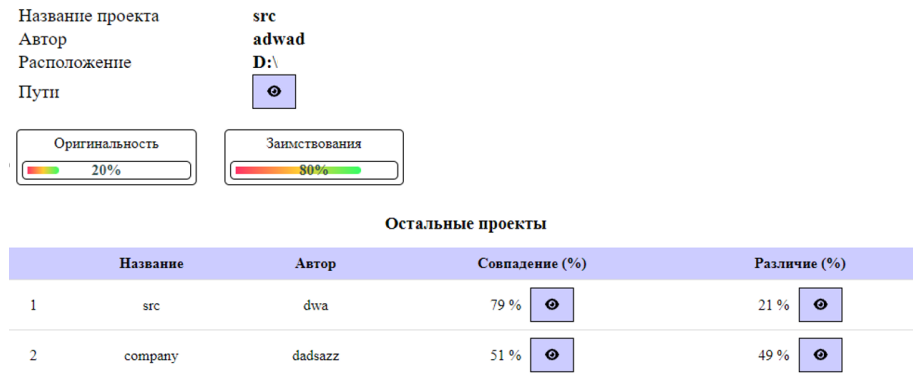 Название проекта src
Автор adwad
Расположение D:\
Пути
Оригинальность Заимствования
20% 80%
Остальные проекты
Название Автор Совпадение (%) Различие (%)
1 src dwa 79 % 21 %
2 company dadsazz 51 % 49 %